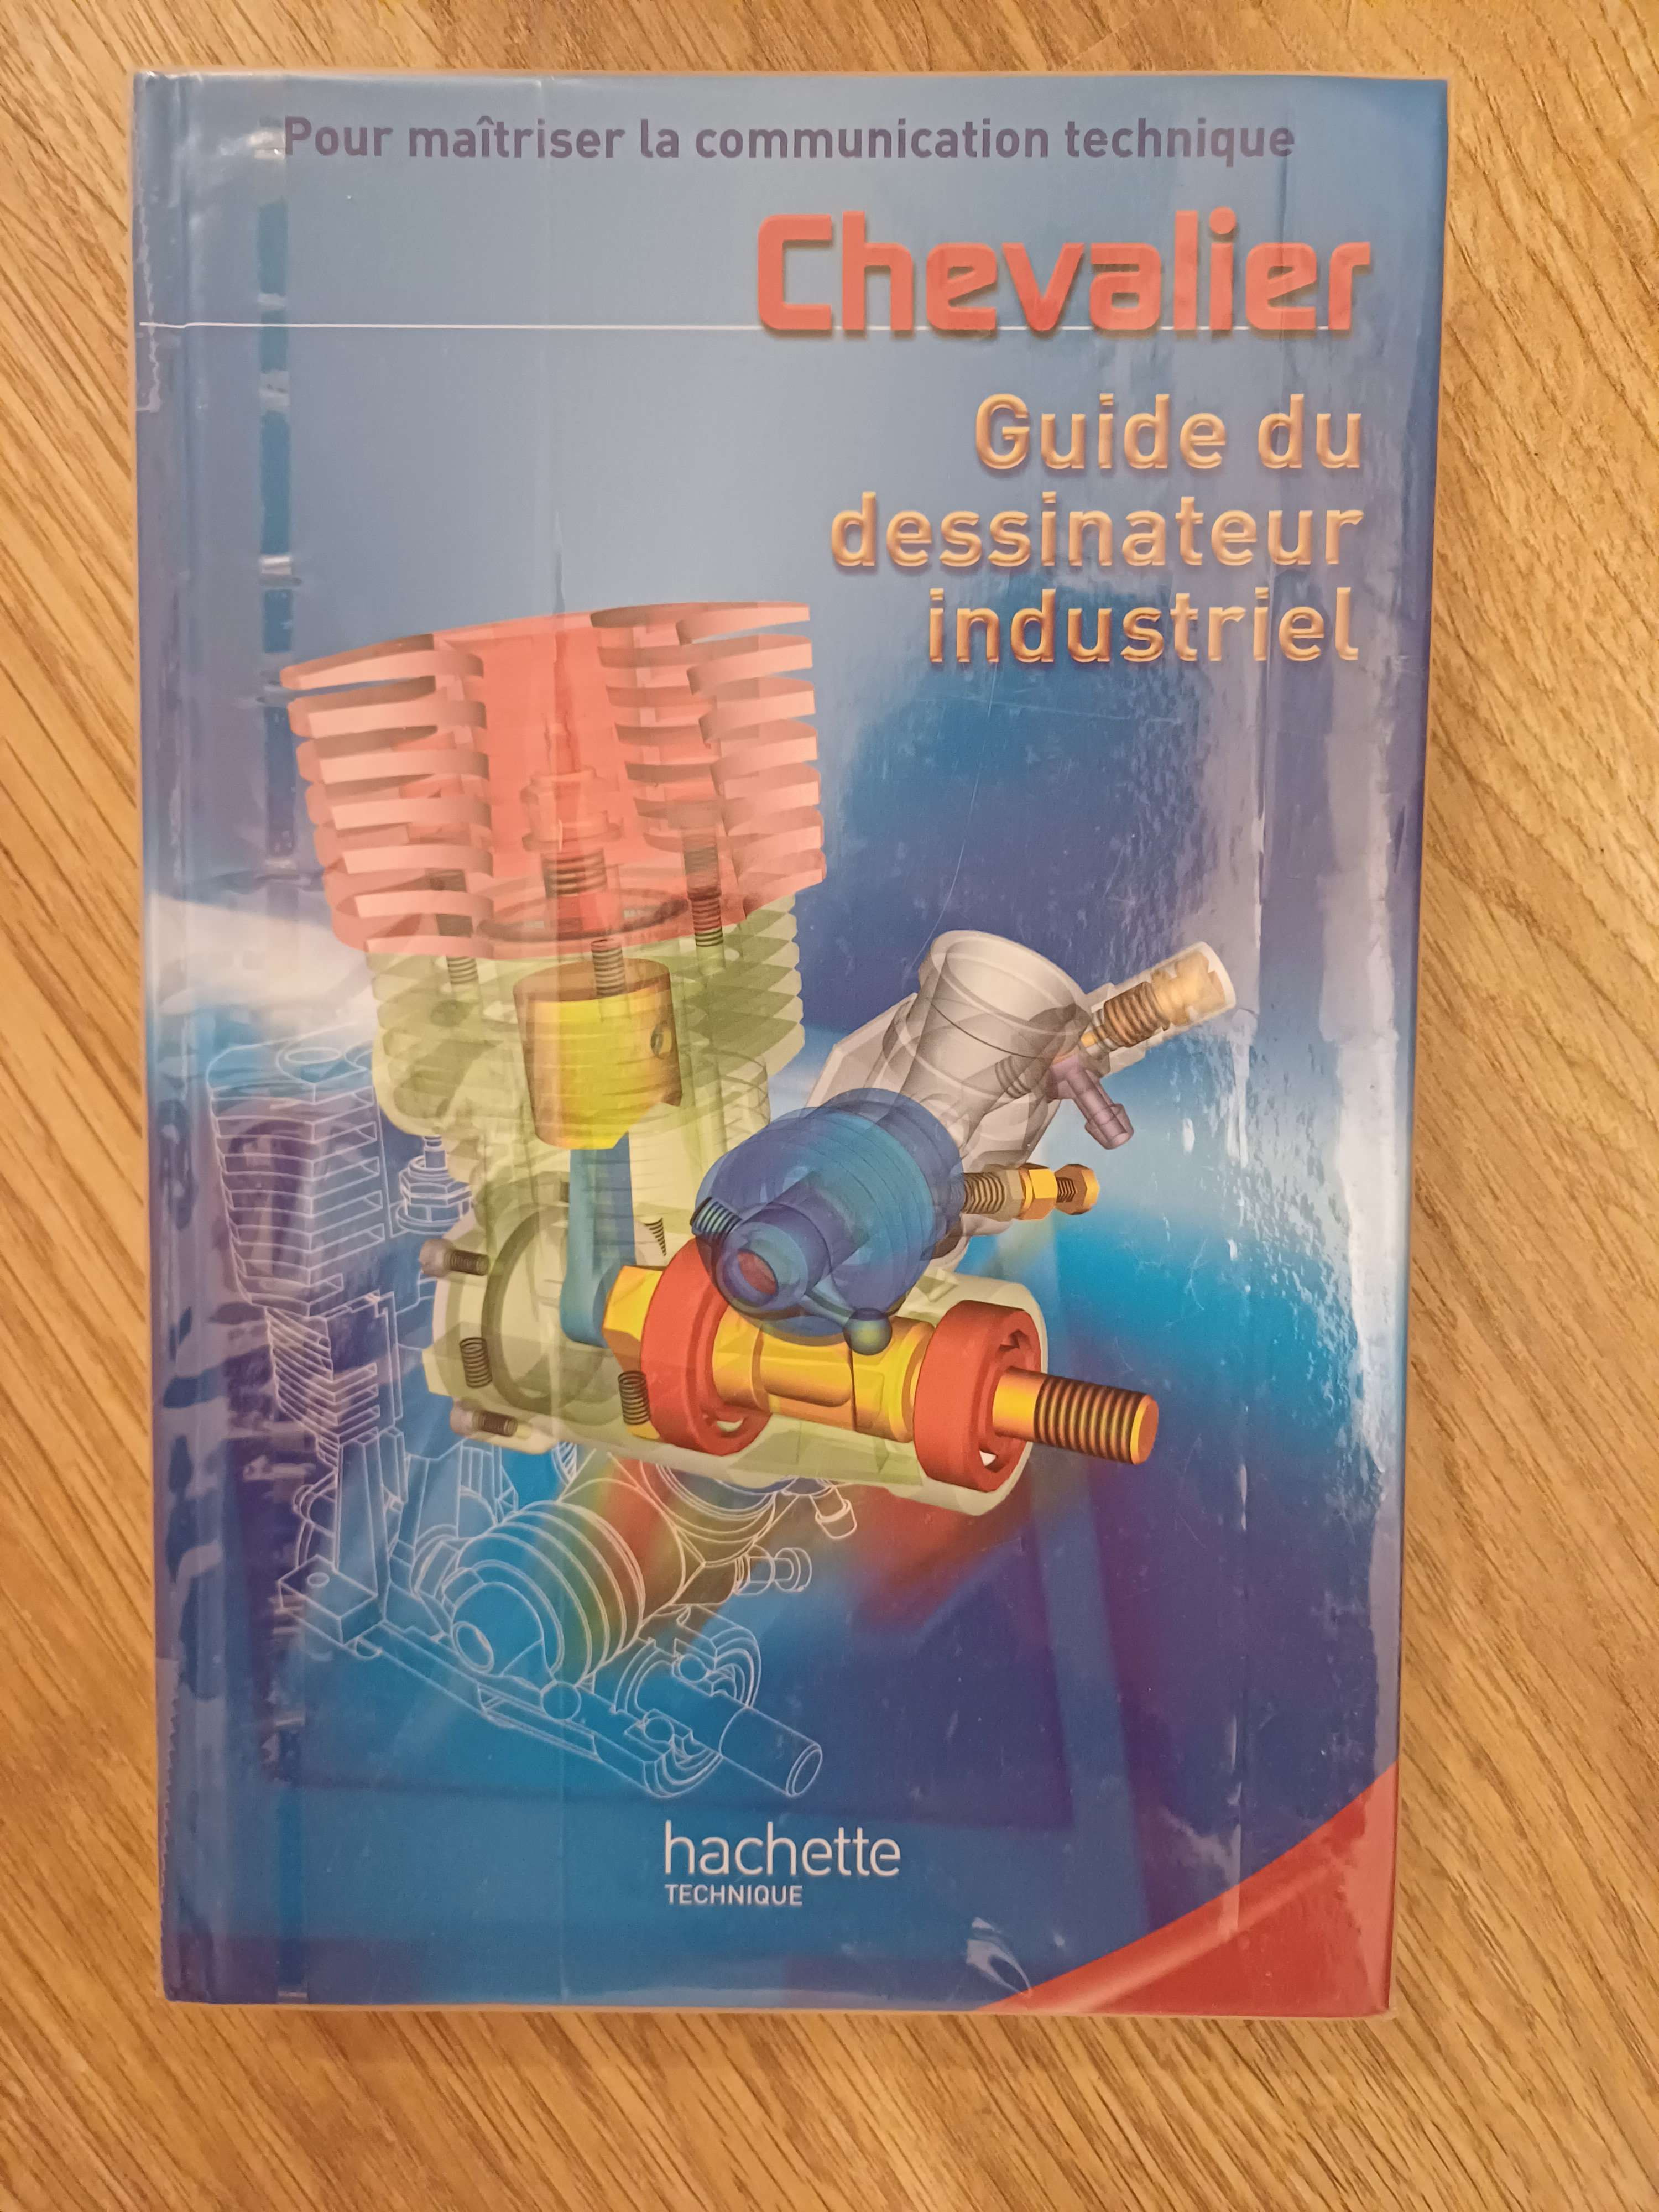 Pour maîtriser la communication technique
Chevalier
Guide du
dessinateur
industriel
hachette
TECHNIQUE